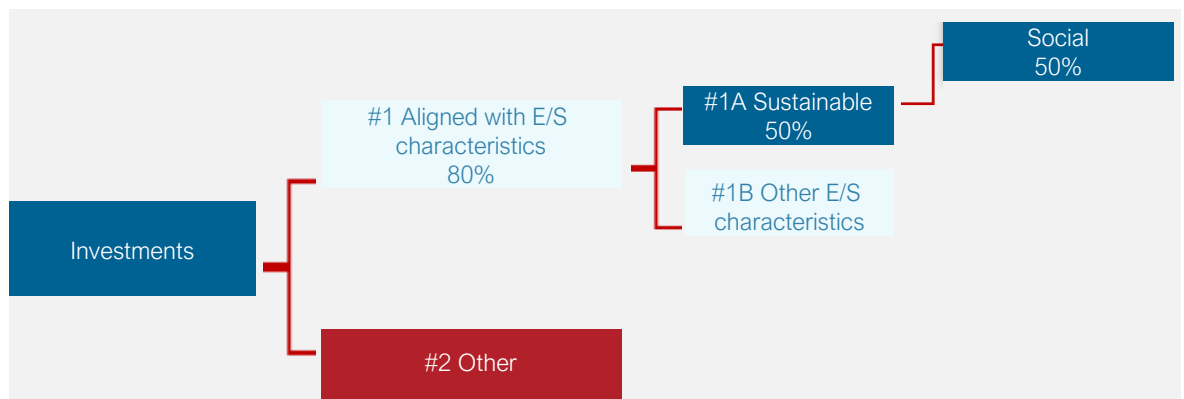 Social
50%
#1A Sustainable
50%
#1 Aligned with E/S
characteristics
80%
#1B Other E/S
characteristics
Investments
#2 Other